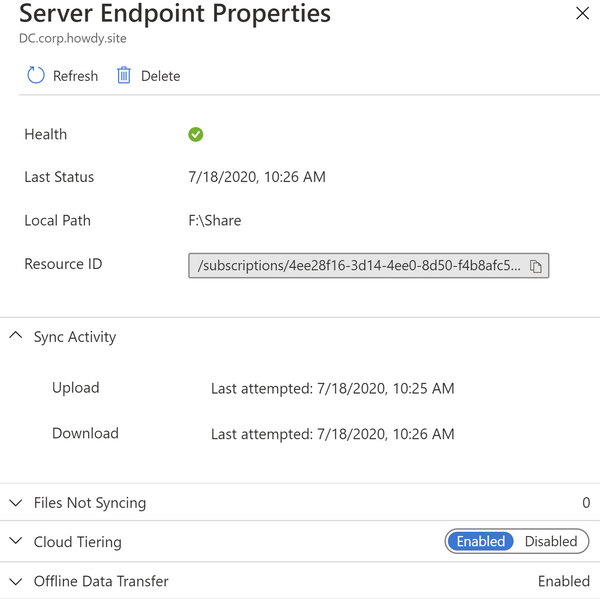 Server Endpoint Properties
DC.corp.howdy.site
Refresh Delete
Health
Last Status 7/18/2020, 10:26 AM
Local Path F:\Share
Resource ID /subscriptions/4ee28f16-3d14-4ee0-8d50-f4b8afc5...
Sync Activity
Upload Last attempted: 7/18/2020, 10:25 AM
Download Last attempted: 7/18/2020, 10:26 AM
Files Not Syncing 0
Cloud Tiering Enabled Disabled
Offline Data Transfer Enabled